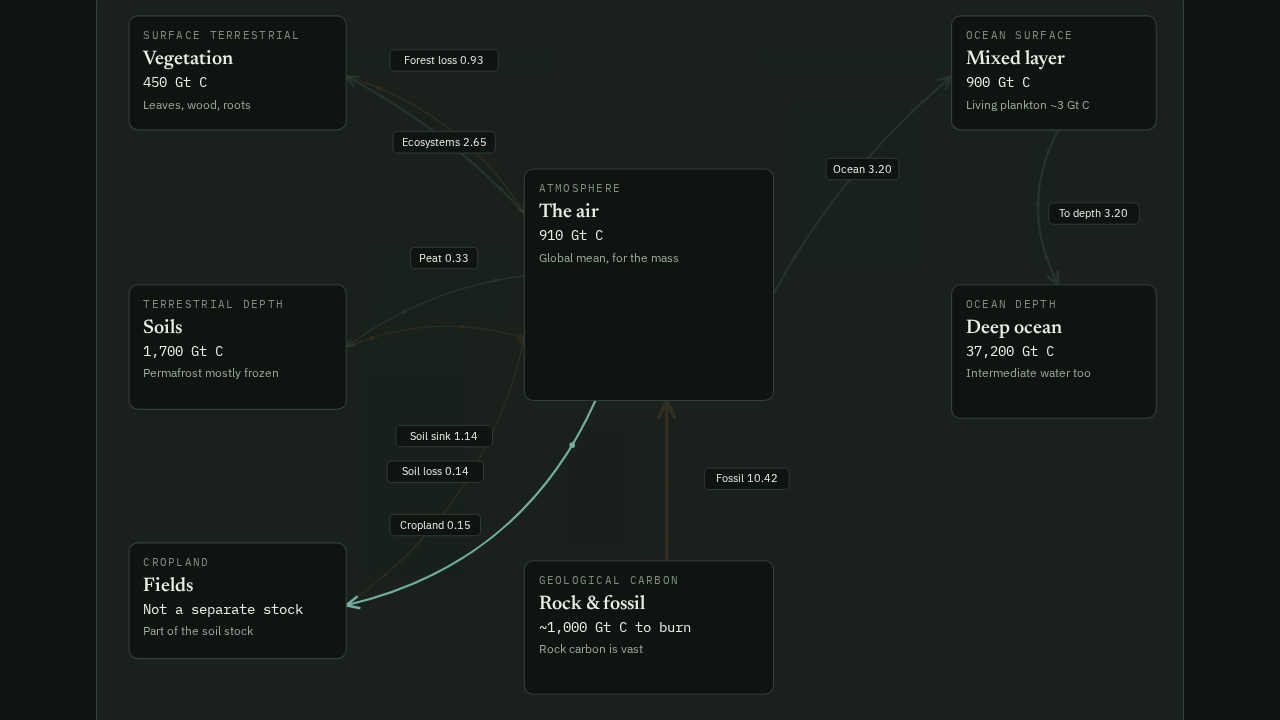 SURFACE TERRESTRIAL
Vegetation
450 Gt C
Leaves, wood, roots
Forest loss 0.93
Ecosystems 2.65
OCEAN SURFACE
Mixed layer
900 Gt C
Living plankton ~3 Gt C
Ocean 3.20
To depth 3.20
ATMOSPHERE
The air
910 Gt C
Global mean, for the mass
Peat 0.33
TERRESTRIAL DEPTH
Soils
1,700 Gt C
Permafrost mostly frozen
OCEAN DEPTH
Deep ocean
37,200 Gt C
Intermediate water too
Soil sink 1.14
Soil loss 0.14
Cropland 0.15
Fossil 10.42
CROPLAND
Fields
Not a separate stock
Part of the soil stock
GEOLOGICAL CARBON
Rock & fossil
~1,000 Gt C to burn
Rock carbon is vast